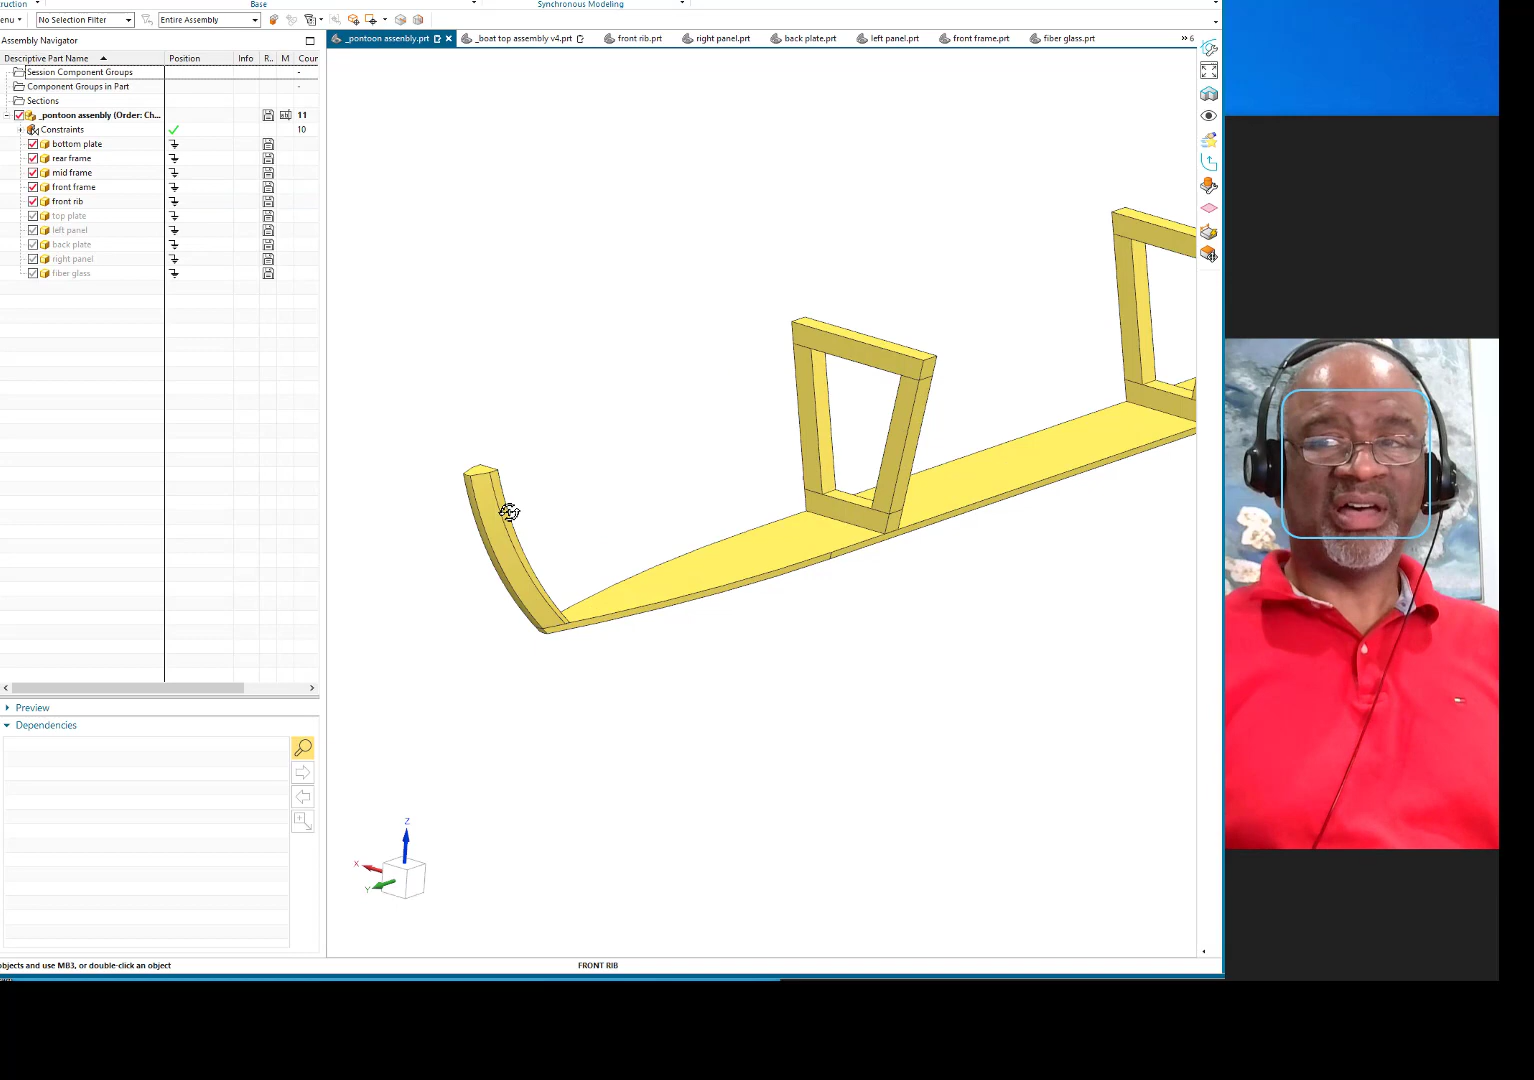 ruction
Base
Synchronous Modeling
enu
No Selection Filter
Entire Assembly
Assembly Navigator
_pontoon assembly.prt
_boat top assembly v4.prt
front rib.prt
right panel.prt
back plate.prt
left panel.prt
front frame.prt
fiber glass.prt
6
Descriptive Part Name
Position
Info
R..
M
Cour
Session Component Groups
-
Component Groups in Part
-
Sections
_pontoon assembly (Order: Ch...
11
Constraints
10
bottom plate
rear frame
mid frame
front frame
front rib
top plate
left panel
back plate
right panel
fiber glass
Preview
Dependencies
Z
X
Y
objects and use MB3, or double-click an object
FRONT RIB